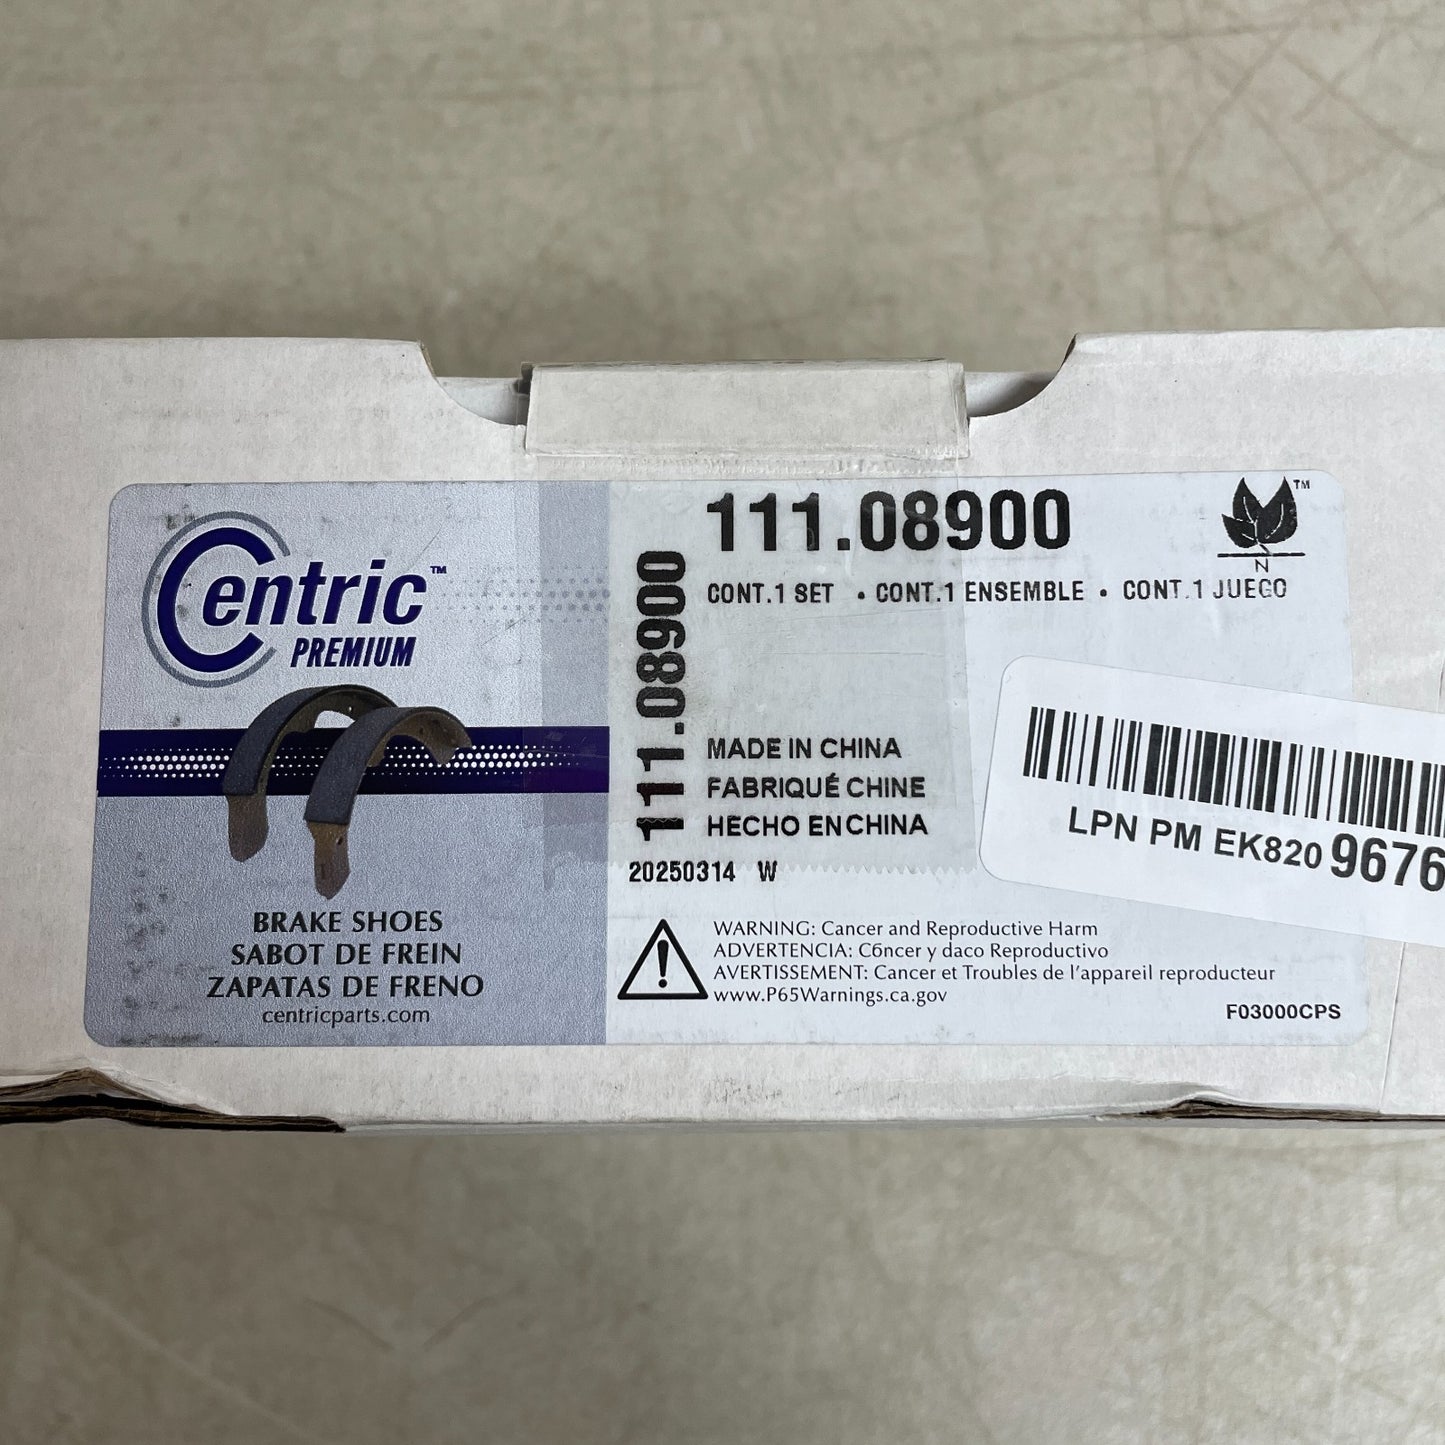 Centric™
PREMIUM
BRAKE SHOES
SABOT DE FREIN
ZAPATAS DE FRENO
centricparts.com
111.08900
111.08900
CONT.1 SET • CONT.1 ENSEMBLE • CONT.1 JUEGO
TM
N
MADE IN CHINA
FABRIQUÉ CHINE
HECHO EN CHINA
20250314 W
LPN PM EK820 9676
WARNING: Cancer and Reproductive Harm
ADVERTENCIA: C6ncer y daco Reproductivo
AVERTISSEMENT: Cancer et Troubles de l'appareil reproducteur
www.P65Warnings.ca.gov
F03000CPS